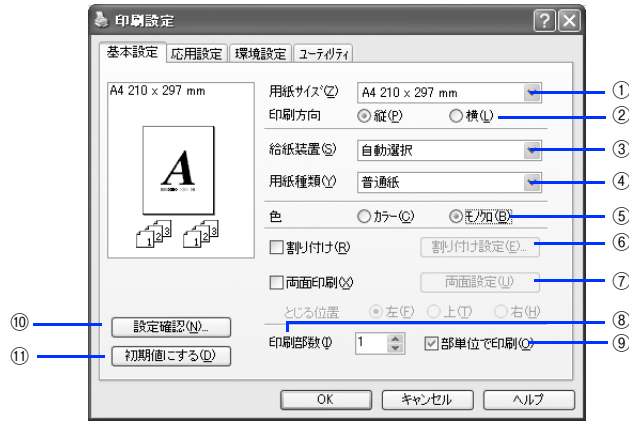 印刷設定
基本設定 応用設定 環境設定 ユーティリティ
A4 210 x 297 mm
A
1 2 3 1 2 3
用紙サイズ(Z) A4 210 x 297 mm ①
印刷方向 縦(P) 横(L) ②
給紙装置(S) 自動選択 ③
用紙種類(Y) 普通紙 ④
色 カラー(C) モノクロ(B) ⑤
割り付け(R) 割り付け設定(E)... ⑥
両面印刷(X) 両面設定(U) ⑦
とじる位置 左(F) 上(T) 右(H)
⑧
印刷部数(I) 1 部単位で印刷(O) ⑨
⑩ 設定確認(N)...
⑪ 初期値にする(D)
OK キャンセル ヘルプ